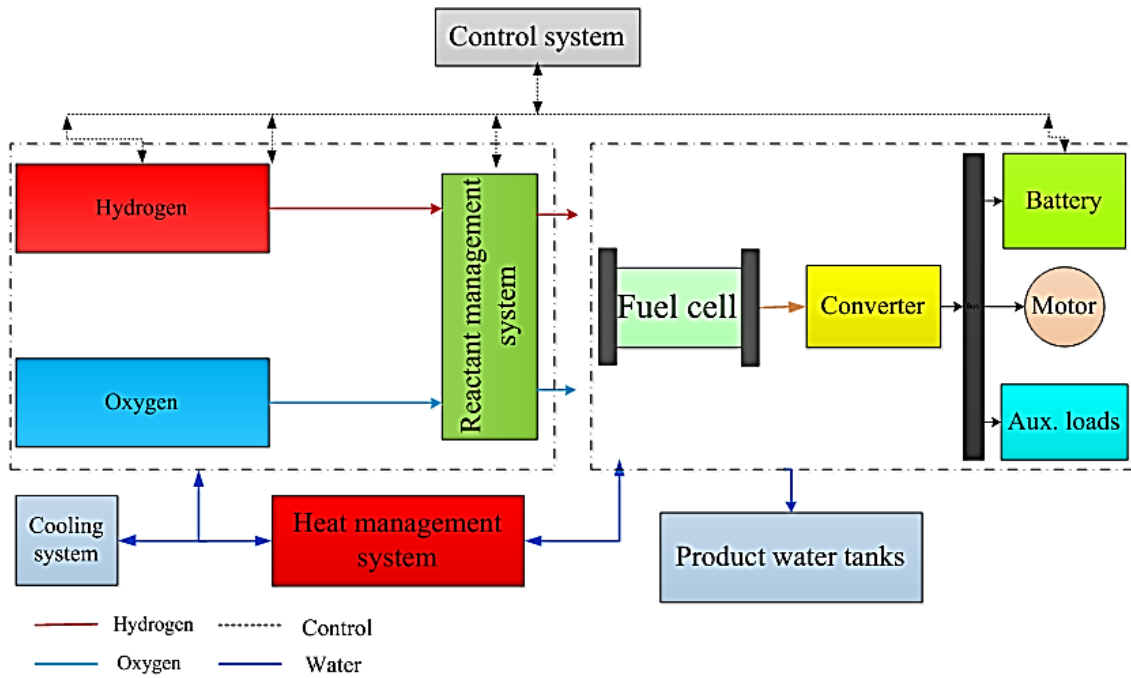 Control system
Hydrogen
Oxygen
Reactant management
system
Fuel cell
Converter
Battery
Motor
Aux. loads
Cooling
system
Heat management
system
Product water tanks
Hydrogen
Control
Oxygen
Water